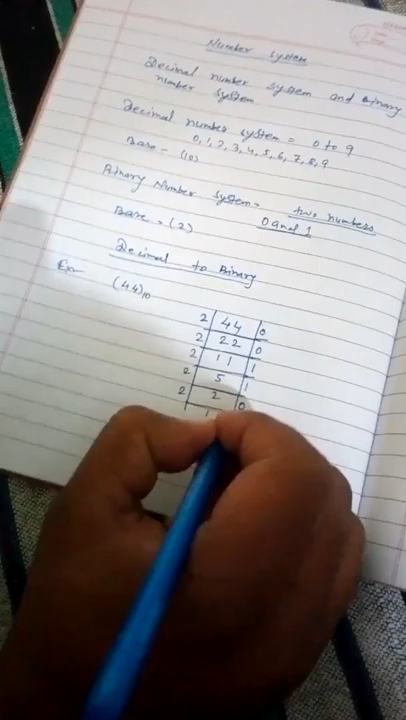 Number System
Decimal number system and Binary
number system
Decimal number system = 0 to 9
0, 1, 2, 3, 4, 5, 6, 7, 8, 9
Base - (10)
Binary Number System = two numbers
0 and 1
Base = (2)
Decimal to Binary
Ex
(44)10
2 44 0
2 22 0
2 11 1
2 5 1
2 2 0
1